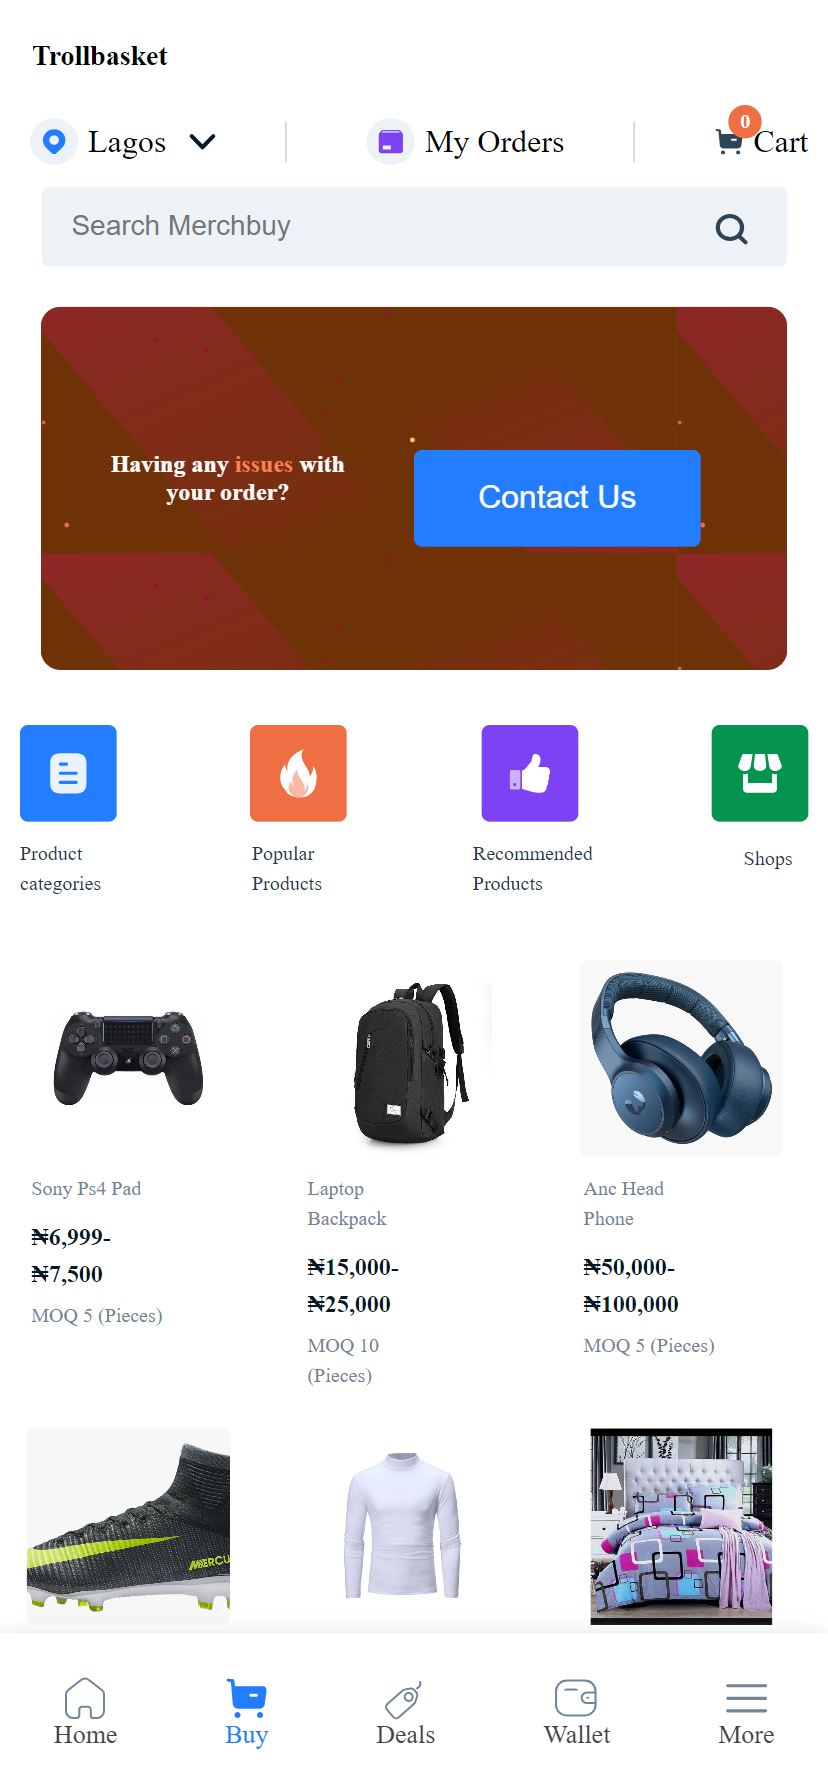 Trollbasket
Lagos
My Orders
0
Cart
Search Merchbuy
Having any issues with
your order?
Contact Us
Product
categories
Popular
Products
Recommended
Products
Shops
Sony Ps4 Pad
₦6,999-
₦7,500
MOQ 5 (Pieces)
Laptop
Backpack
₦15,000-
₦25,000
MOQ 10
(Pieces)
Anc Head
Phone
₦50,000-
₦100,000
MOQ 5 (Pieces)
MERCU
Home
Buy
Deals
Wallet
More